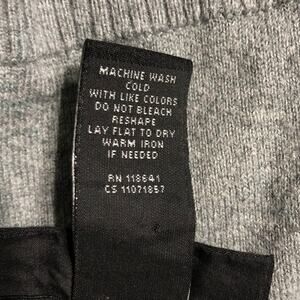 MACHINE WASH
COLD
WITH LIKE COLORS
DO NOT BLEACH
RESHAPE
LAY FLAT TO DRY
WARM IRON
IF NEEDED
RN 118641
CS 11071857